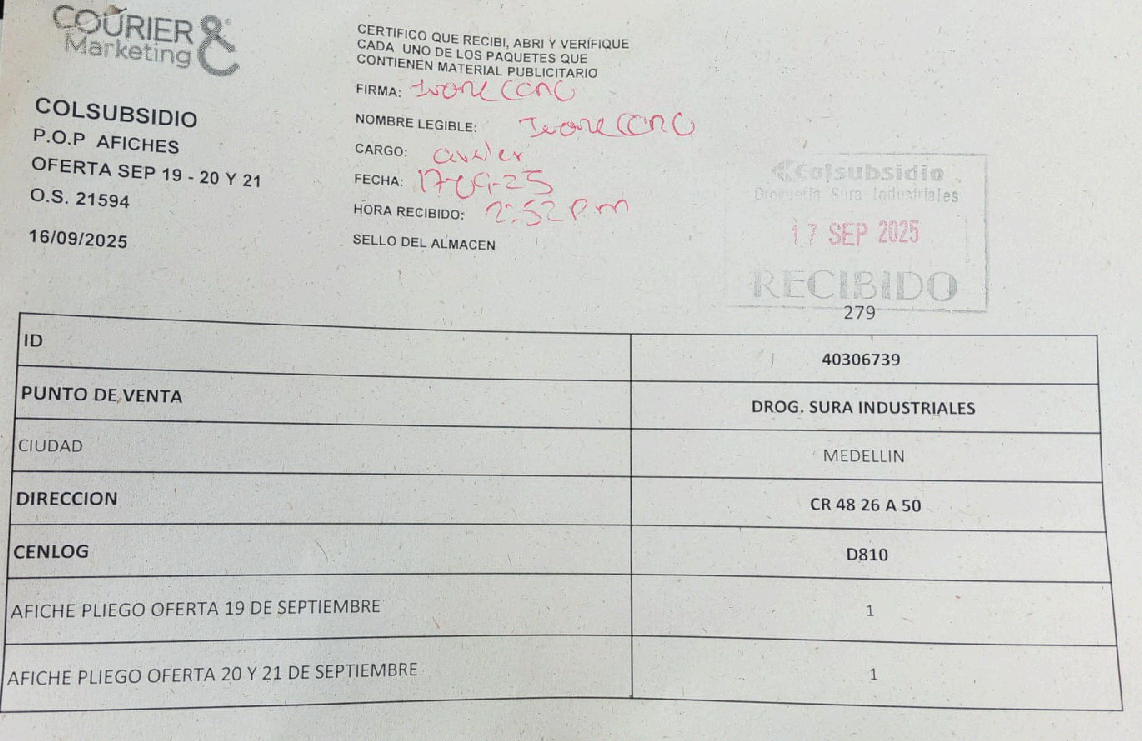 COURIER &
Marketing
COLSUBSIDIO
P.O.P AFICHES
OFERTA SEP 19 - 20 Y 21
O.S. 21594
16/09/2025
CERTIFICO QUE RECIBI, ABRI Y VERIFIQUE
CADA UNO DE LOS PAQUETES QUE
CONTIENEN MATERIAL PUBLICITARIO
FIRMA:
NOMBRE LEGIBLE:
CARGO:
FECHA: 17-09-25
HORA RECIBIDO: 2:52 Pm
SELLO DEL ALMACEN
Colsubsidio
Droguería Sura Industriales
17 SEP 2025
RECIBIDO
279
ID 40306739
PUNTO DE VENTA DROG. SURA INDUSTRIALES
CIUDAD MEDELLIN
DIRECCION CR 48 26 A 50
CENLOG D810
AFICHE PLIEGO OFERTA 19 DE SEPTIEMBRE 1
AFICHE PLIEGO OFERTA 20 Y 21 DE SEPTIEMBRE 1